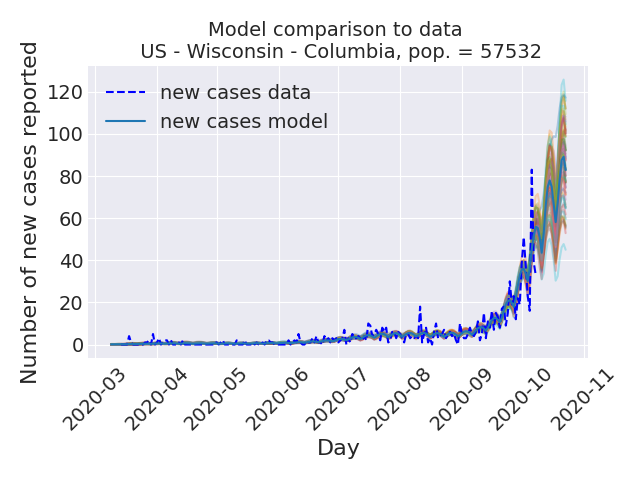 Model comparison to data
US - Wisconsin - Columbia, pop. = 57532
Number of new cases reported
120
100
80
60
40
20
0
new cases data
new cases model
2020-03
2020-04
2020-05
2020-06
2020-07
2020-08
2020-09
2020-10
2020-11
Day